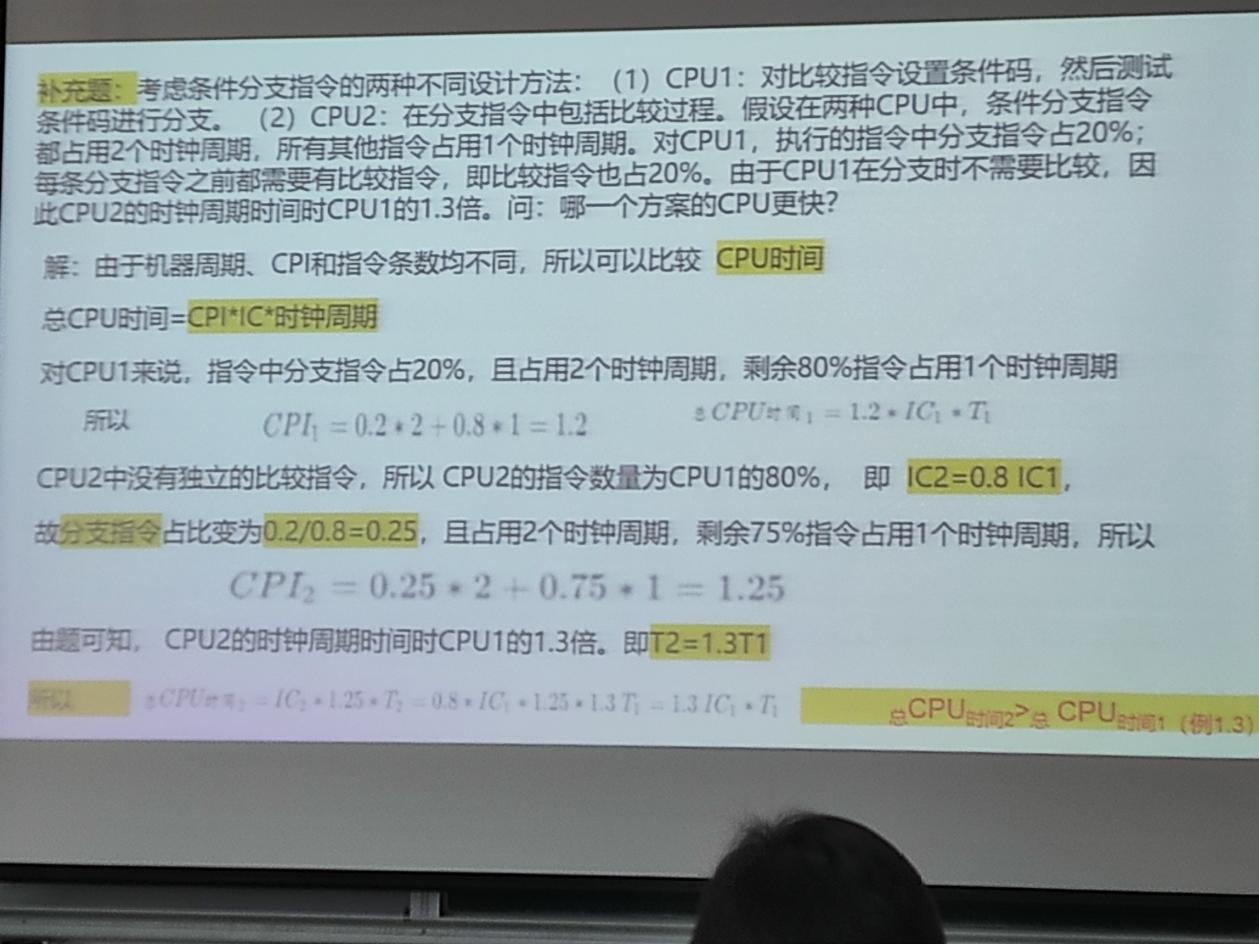 补充题：考虑条件分支指令的两种不同设计方法：（1）CPU1：对比较指令设置条件码，然后测试
条件码进行分支。（2）CPU2：在分支指令中包括比较过程。假设在两种CPU中，条件分支指令
都占用2个时钟周期，所有其他指令占用1个时钟周期。对CPU1，执行的指令中分支指令占20%；
每条分支指令之前都需要有比较指令，即比较指令也占20%。由于CPU1在分支时不需要比较，因
此CPU2的时钟周期时间时CPU1的1.3倍。问：哪一个方案的CPU更快？
解：由于机器周期、CPI和指令条数均不同，所以可以比较 CPU时间
总CPU时间=CPI*IC*时钟周期
对CPU1来说，指令中分支指令占20%，且占用2个时钟周期，剩余80%指令占用1个时钟周期
所以 CPI₁ = 0.2 * 2 + 0.8 * 1 = 1.2 总CPU时间₁ = 1.2 * IC₁ * T₁
CPU2中没有独立的比较指令，所以 CPU2的指令数量为CPU1的80%， 即 IC2=0.8 IC1，
故分支指令占比变为0.2/0.8=0.25，且占用2个时钟周期，剩余75%指令占用1个时钟周期，所以
CPI₂ = 0.25 * 2 + 0.75 * 1 = 1.25
由题可知， CPU2的时钟周期时间时CPU1的1.3倍。即T2=1.3T1
所以 总CPU时间₂ = IC₂ * 1.25 * T₂ = 0.8 * IC₁ * 1.25 * 1.3 T₁ = 1.3 IC₁ * T₁ 总CPU时间2>总 CPU时间1（例1.3）